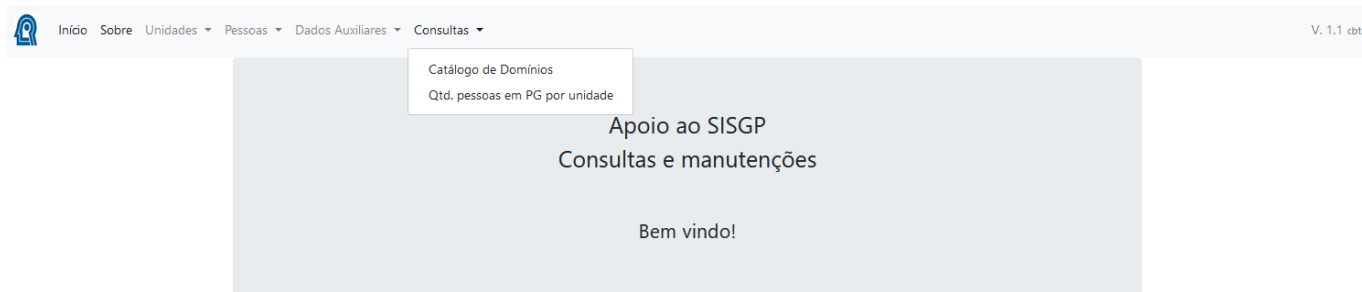 Início Sobre Unidades Pessoas Dados Auxiliares Consultas V. 1.1 cbt
Catálogo de Domínios
Qtd. pessoas em PG por unidade
Apoio ao SISGP
Consultas e manutenções
Bem vindo!